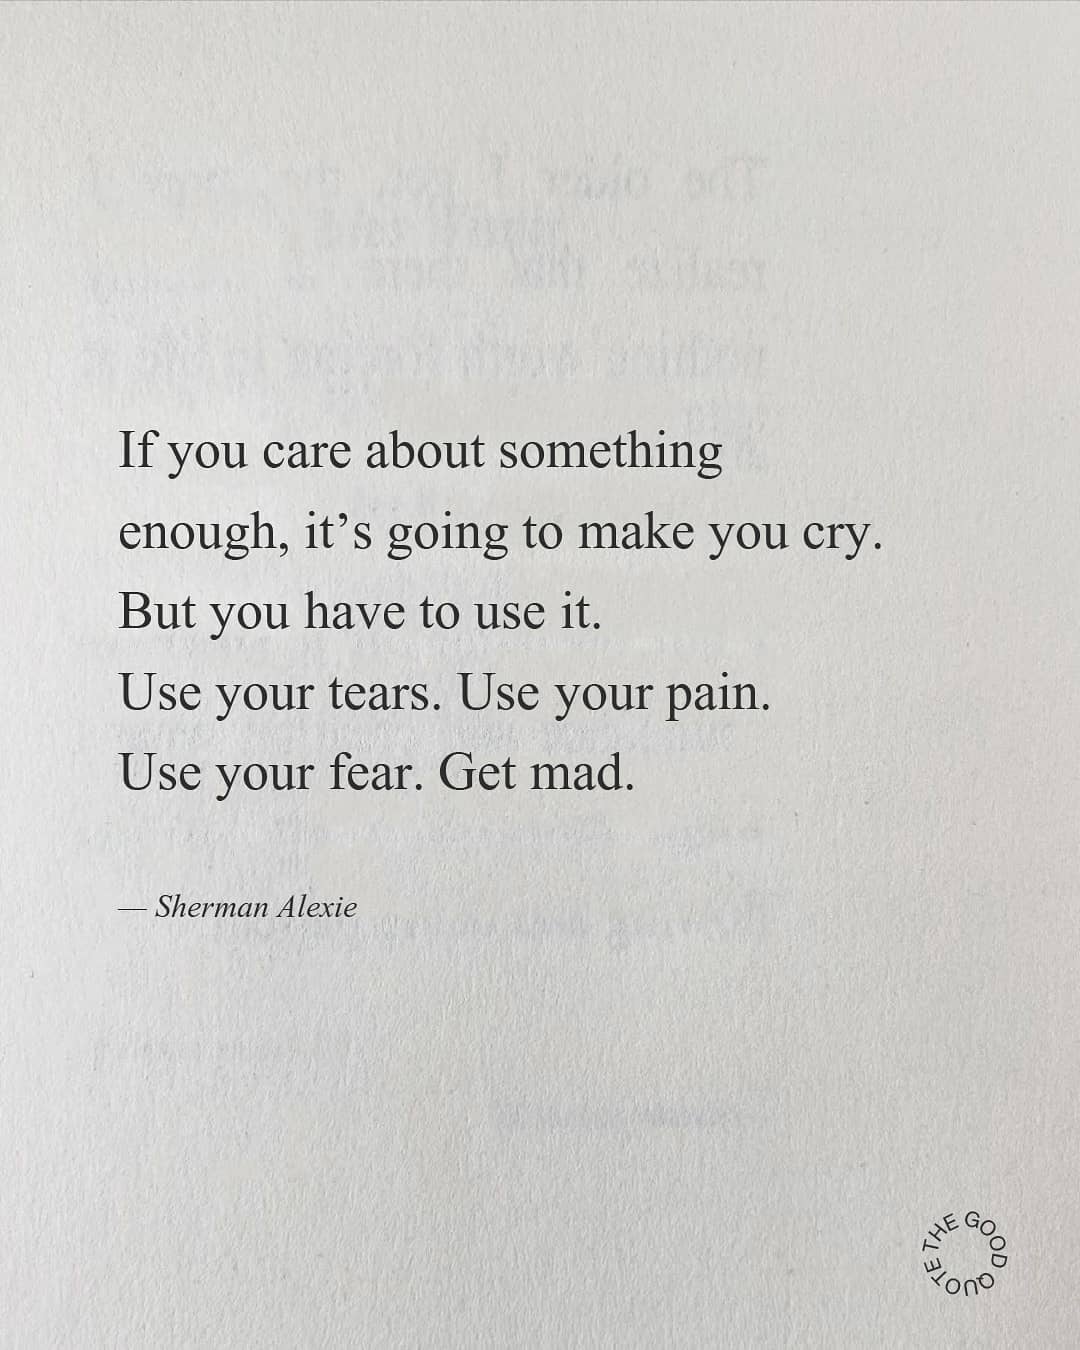 If you care about something
enough, it’s going to make you cry.
But you have to use it.
Use your tears. Use your pain.
Use your fear. Get mad.
— Sherman Alexie
THE GOOD QUOTE